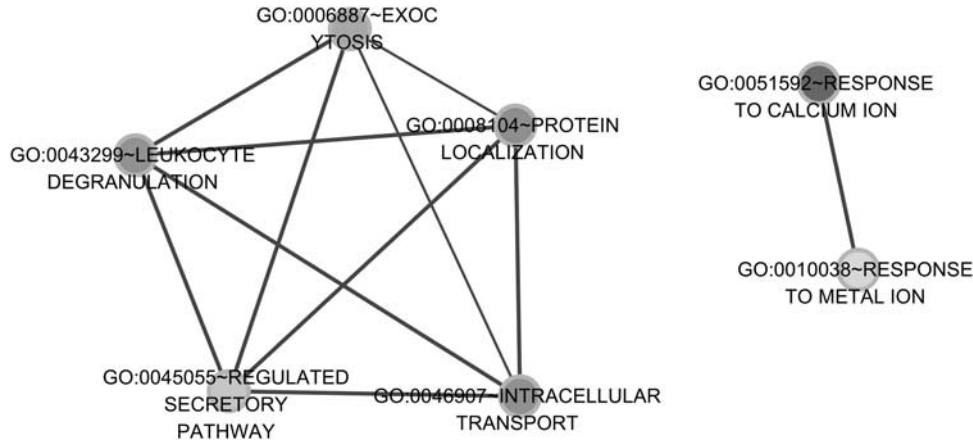 GO:0006887~EXOC
YTOSIS
GO:0008104~PROTEIN
LOCALIZATION
GO:0043299~LEUKOCYTE
DEGRANULATION
GO:0045055~REGULATED
SECRETORY
PATHWAY
GO:0046907~INTRACELLULAR
TRANSPORT
GO:0051592~RESPONSE
TO CALCIUM ION
GO:0010038~RESPONSE
TO METAL ION